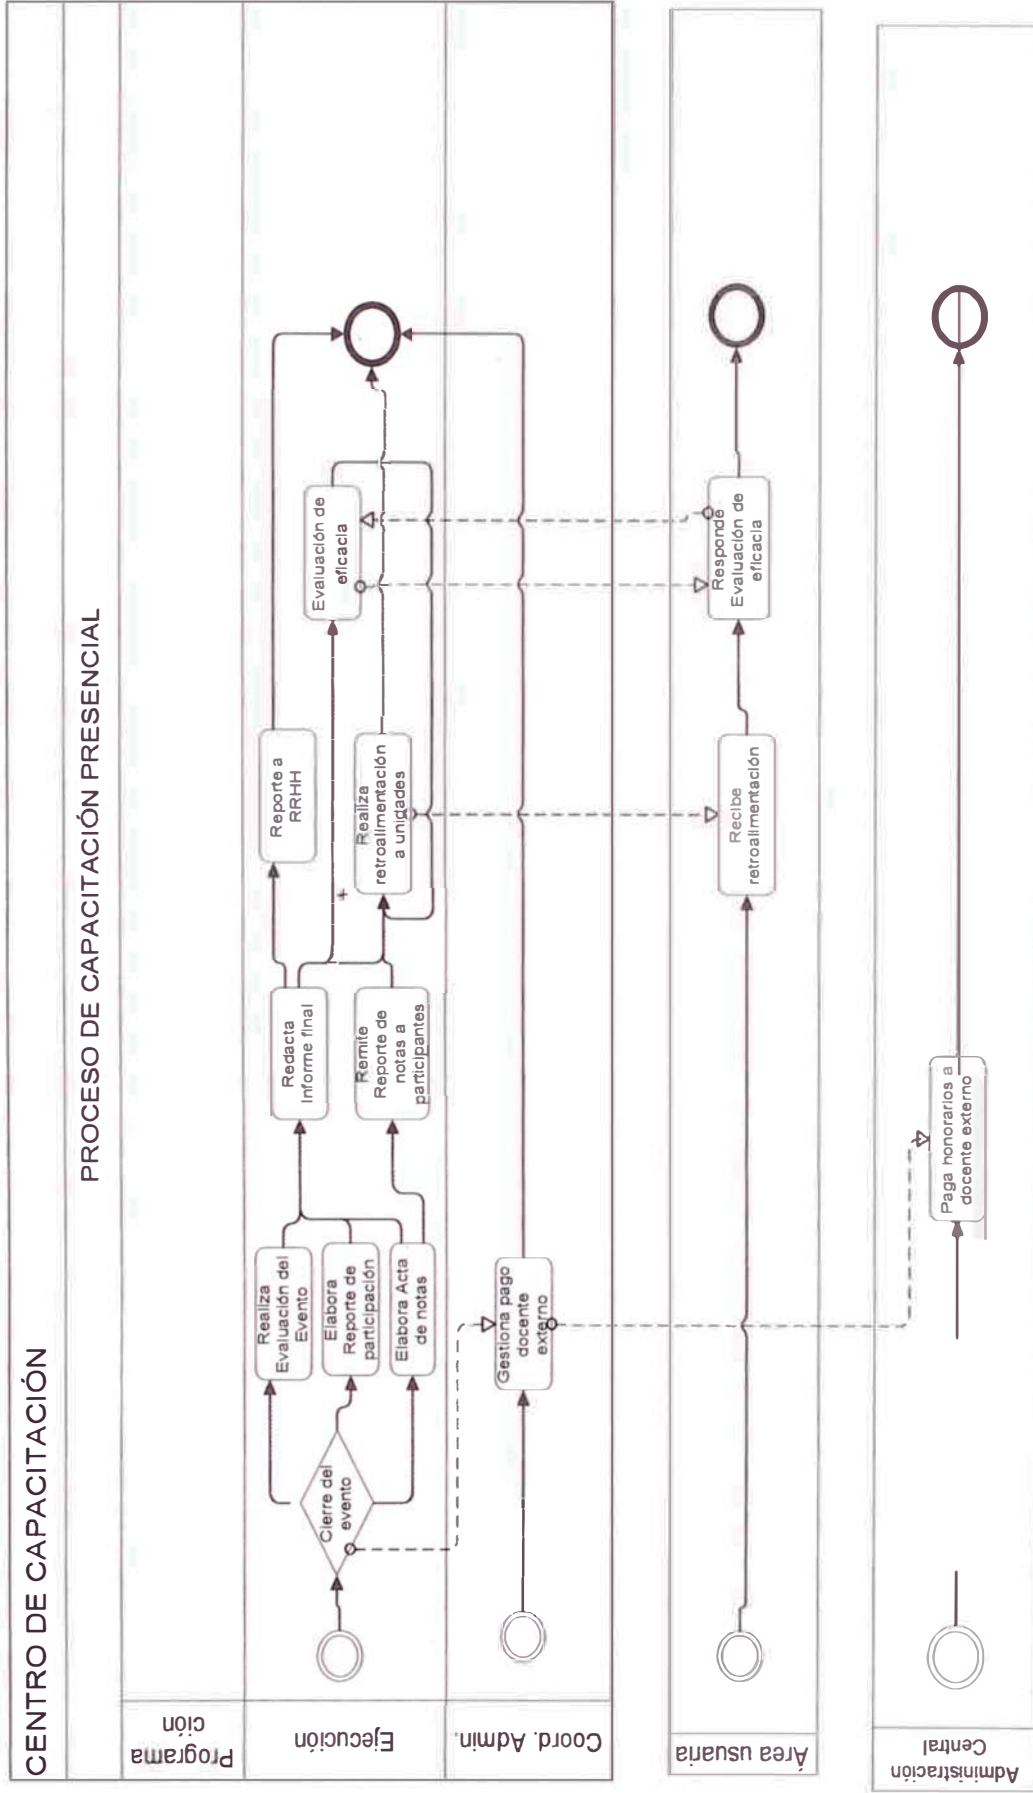 CENTRO DE CAPACITACIÓN
PROCESO DE CAPACITACIÓN PRESENCIAL
Programa
ción
Ejecución
Cierre del
evento
Realiza
Evaluación del
Evento
Elabora
Reporte de
participación
Elabora Acta
de notas
Redacta
Informe final
Remite
Reporte de
notas a
participantes
Reporte a
RRHH
+
Realiza
retroalimentación
a unidades
Evaluación de
eficacia
Coord. Admin.
Gestiona pago
docente
externo
Área usuaria
Recibe
retroalimentación
Responde
Evaluación de
eficacia
Administración
Central
Paga honorarios a
docente externo